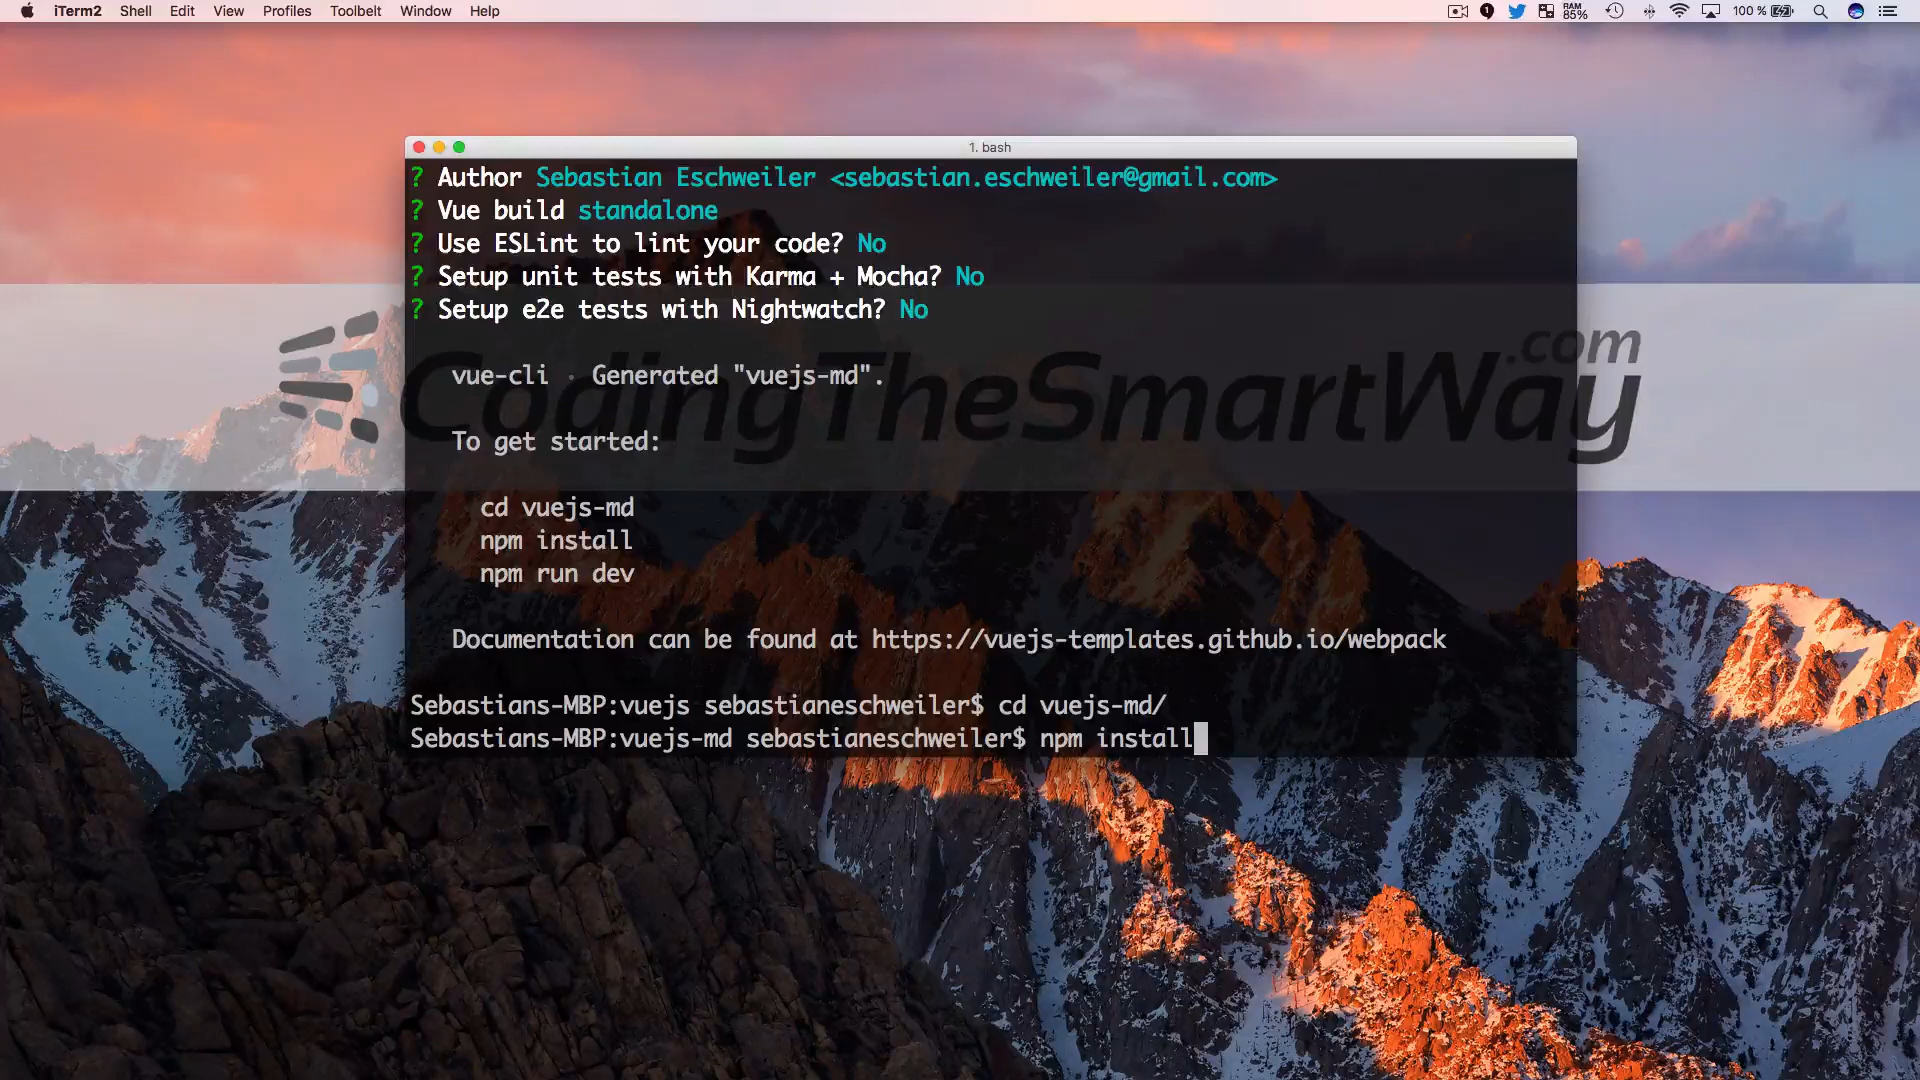 iTerm2 Shell Edit View Profiles Toolbelt Window Help 1 RAM 85% 100 %
1. bash
? Author Sebastian Eschweiler <sebastian.eschweiler@gmail.com>
? Vue build standalone
? Use ESLint to lint your code? No
? Setup unit tests with Karma + Mocha? No
? Setup e2e tests with Nightwatch? No
CodingTheSmartWay.com
vue-cli · Generated "vuejs-md".
To get started:
cd vuejs-md
npm install
npm run dev
Documentation can be found at https://vuejs-templates.github.io/webpack
Sebastians-MBP:vuejs sebastianeschweiler$ cd vuejs-md/
Sebastians-MBP:vuejs-md sebastianeschweiler$ npm install